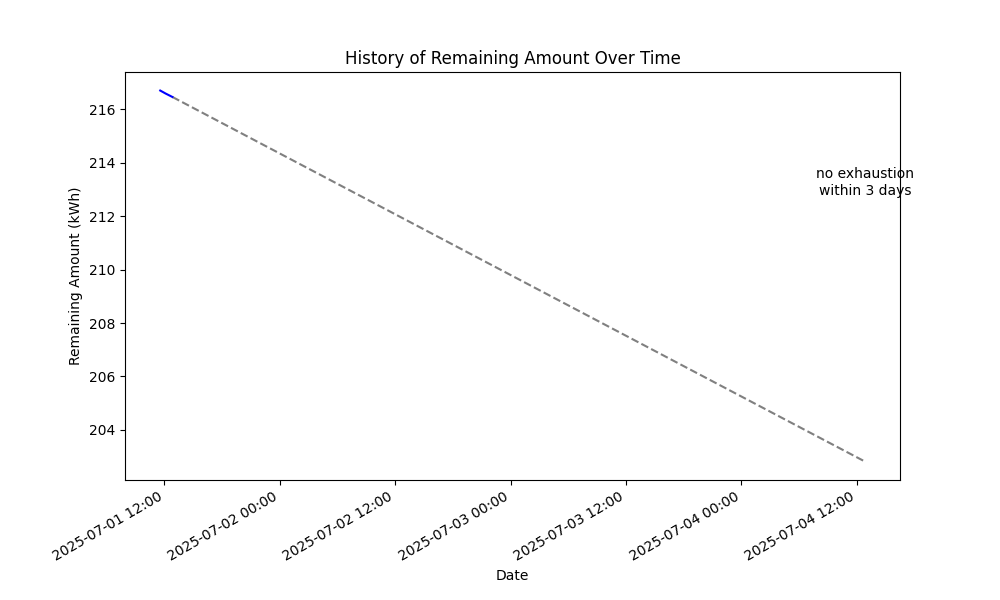 History of Remaining Amount Over Time
Remaining Amount (kWh)
216
214
212
210
208
206
204
no exhaustion
within 3 days
2025-07-01 12:00
2025-07-02 00:00
2025-07-02 12:00
2025-07-03 00:00
2025-07-03 12:00
2025-07-04 00:00
2025-07-04 12:00
Date